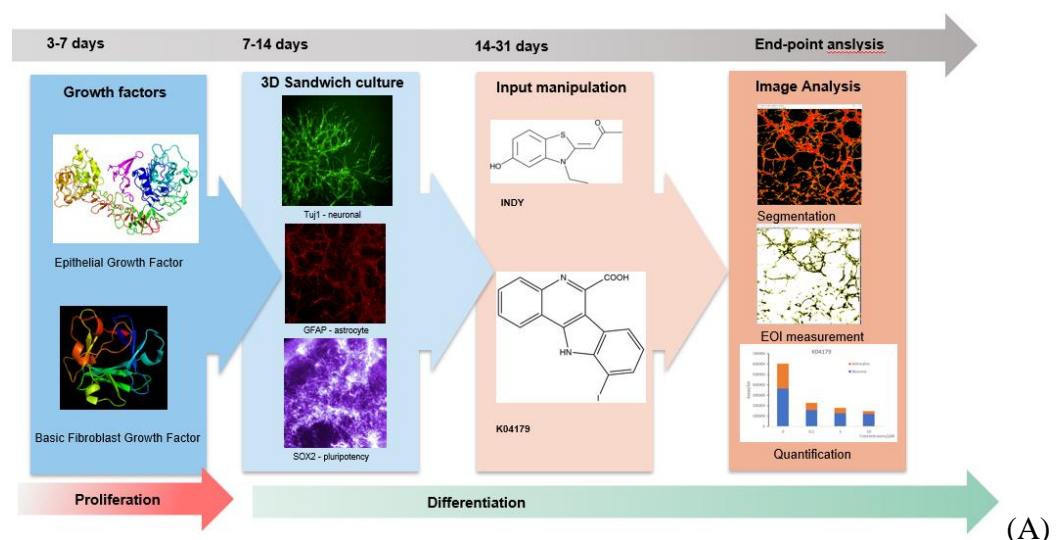 3-7 days
7-14 days
14-31 days
End-point anslysis
Growth factors
Epithelial Growth Factor
Basic Fibroblast Growth Factor
3D Sandwich culture
Tuj1 - neuronal
GFAP - astrocyte
SOX2 - pluripotency
Input manipulation
S
O
HO
N
INDY
N
COOH
HN
I
K04179
Image Analysis
Segmentation
EOI measurement
K04179
Quantification
Proliferation
Differentiation
(A)